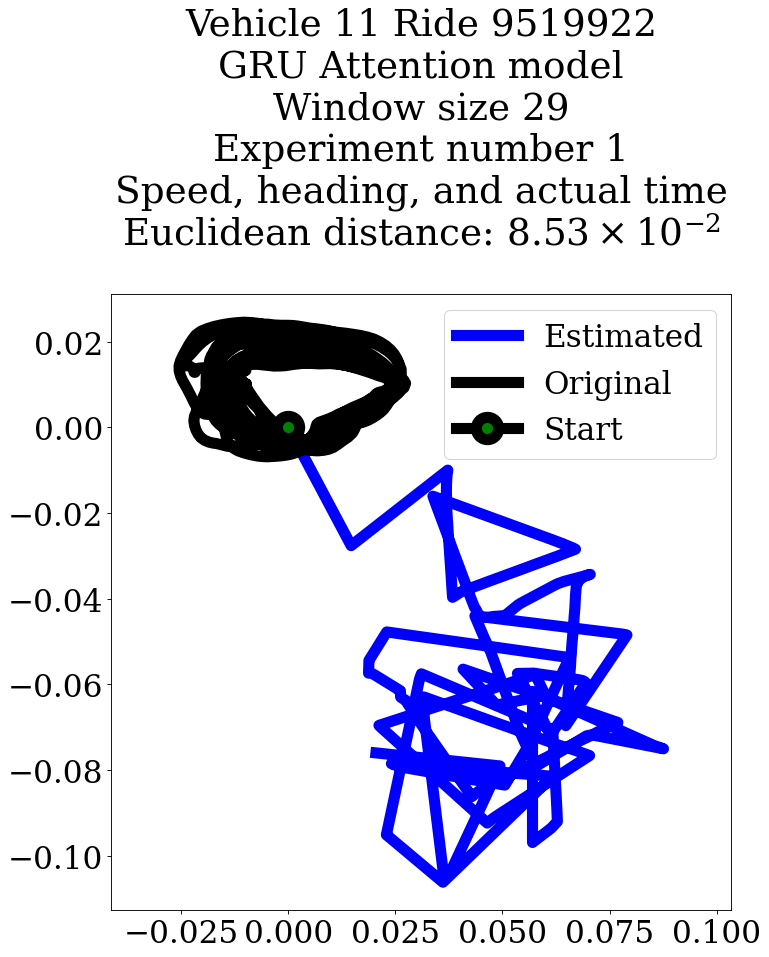 Vehicle 11 Ride 9519922
GRU Attention model
Window size 29
Experiment number 1
Speed, heading, and actual time
Euclidean distance: 8.53 × 10⁻²
Estimated
Original
Start
0.02
0.00
−0.02
−0.04
−0.06
−0.08
−0.10
−0.025 0.000 0.025 0.050 0.075 0.100